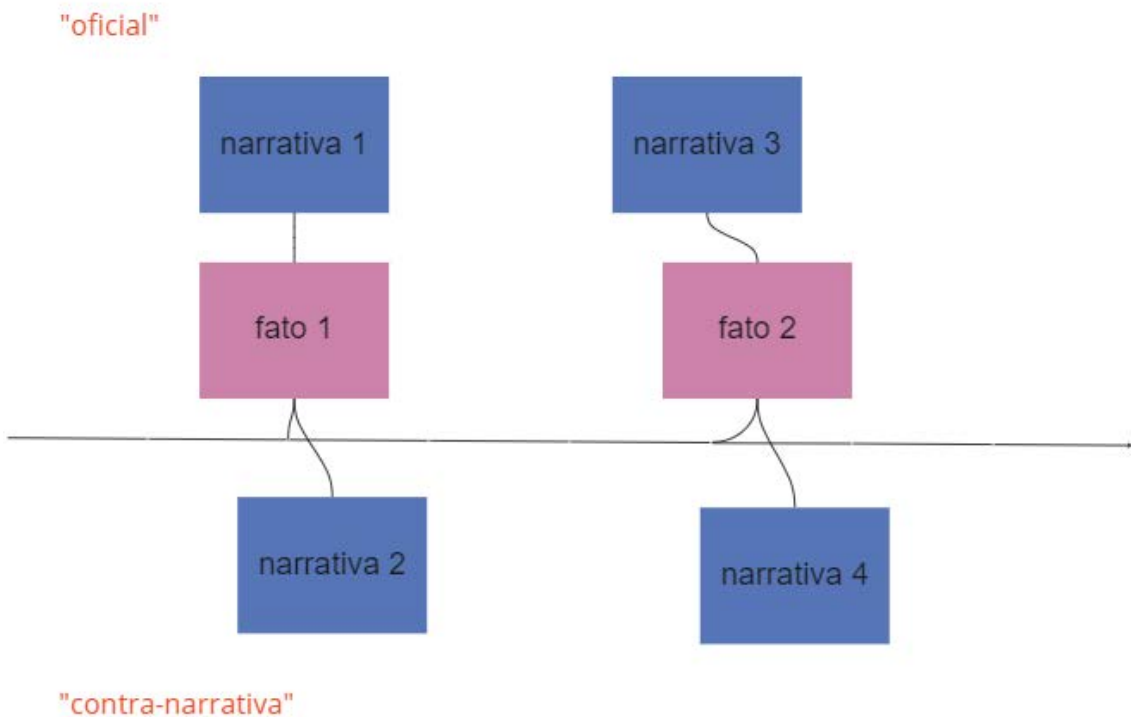 "oficial"
narrativa 1
narrativa 3
fato 1
fato 2
narrativa 2
narrativa 4
"contra-narrativa"